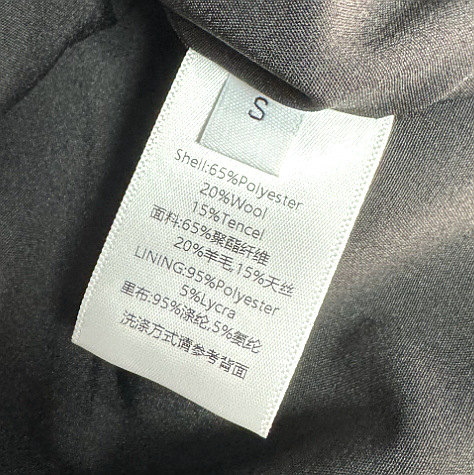 S
Shell:65%Polyester
20%Wool
15%Tencel
面料:65%聚酯纤维
20%羊毛,15%天丝
LINING:95%Polyester
5%Lycra
里布:95%涤纶,5%氨纶
洗涤方式请参考背面